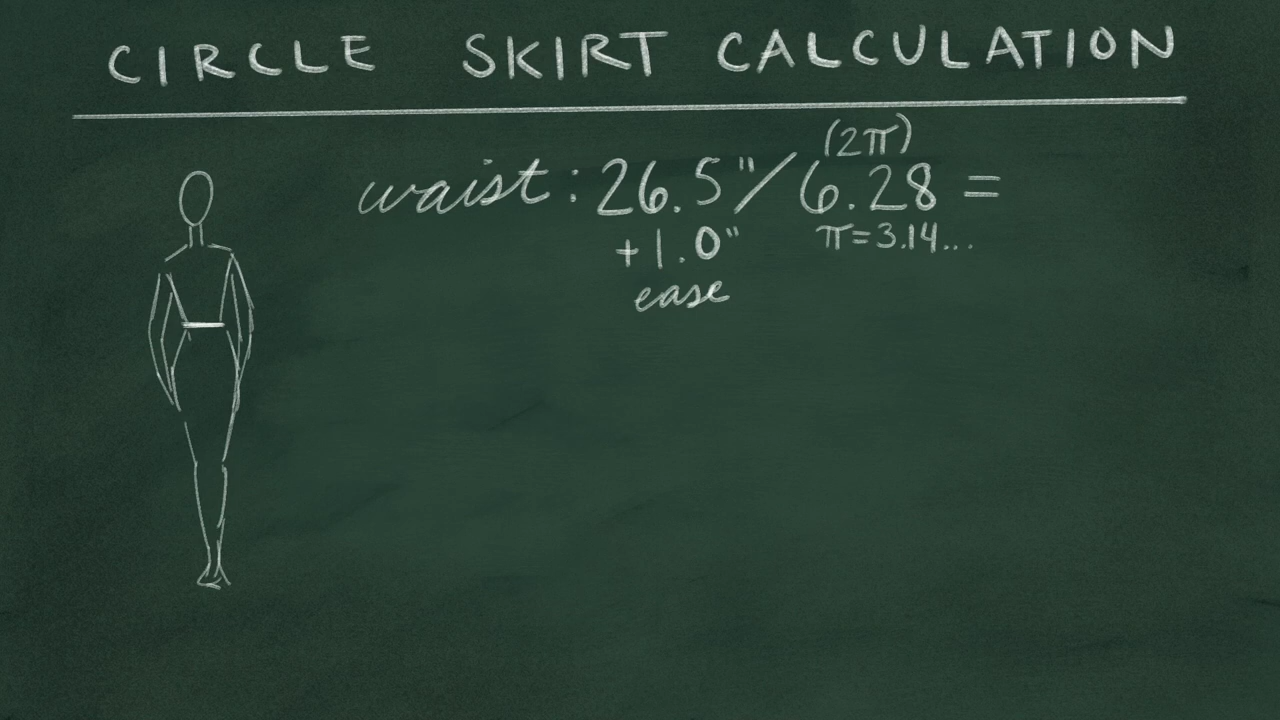 CIRCLE SKIRT CALCULATION
(2π)
waist: 26.5"/6.28 =
+1.0" π=3.14...
ease